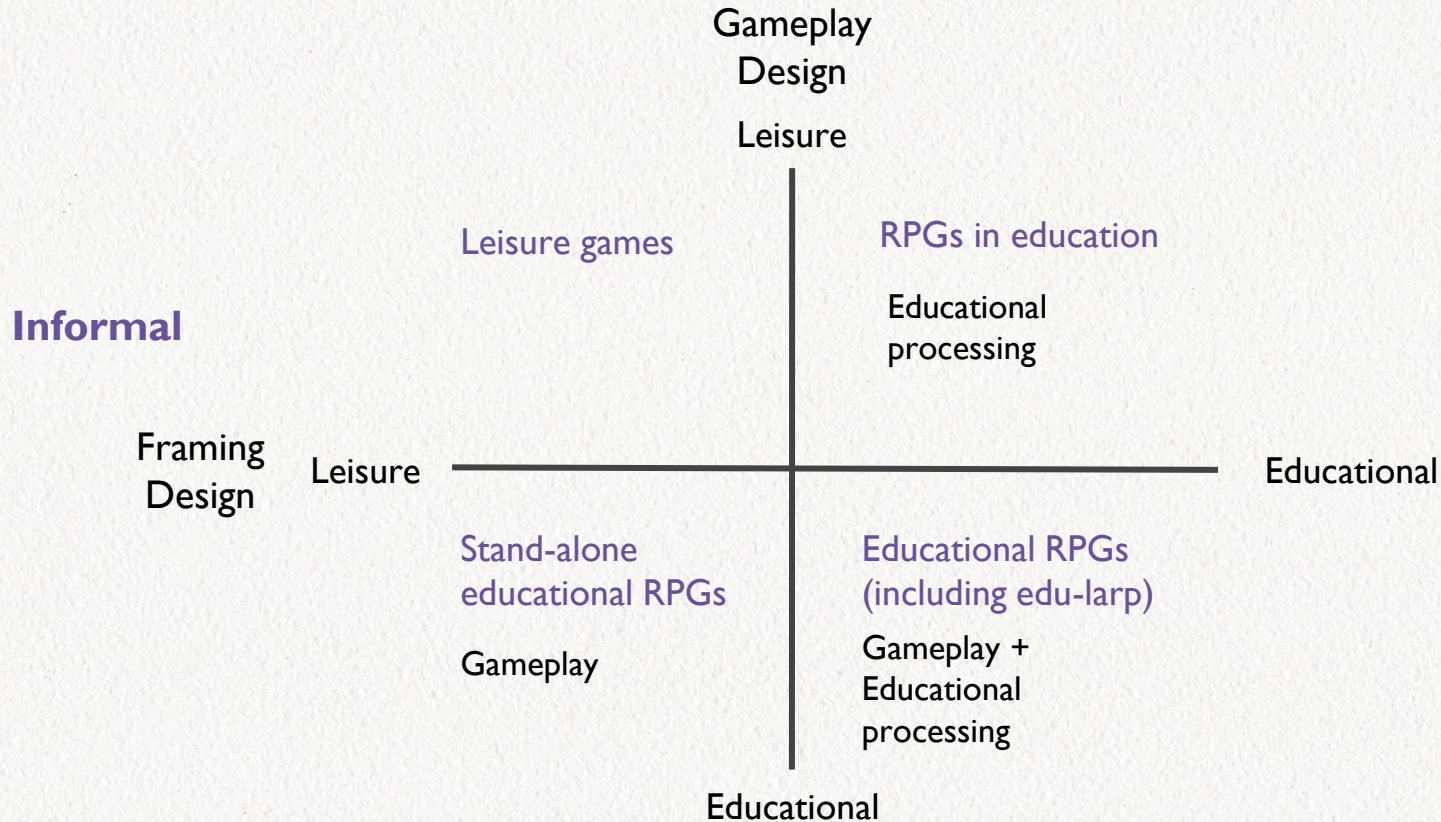 Gameplay
Design
Leisure
Leisure games
RPGs in education
Educational
processing
Informal
Framing
Design
Leisure
Educational
Stand-alone
educational RPGs
Gameplay
Educational RPGs
(including edu-larp)
Gameplay +
Educational
processing
Educational